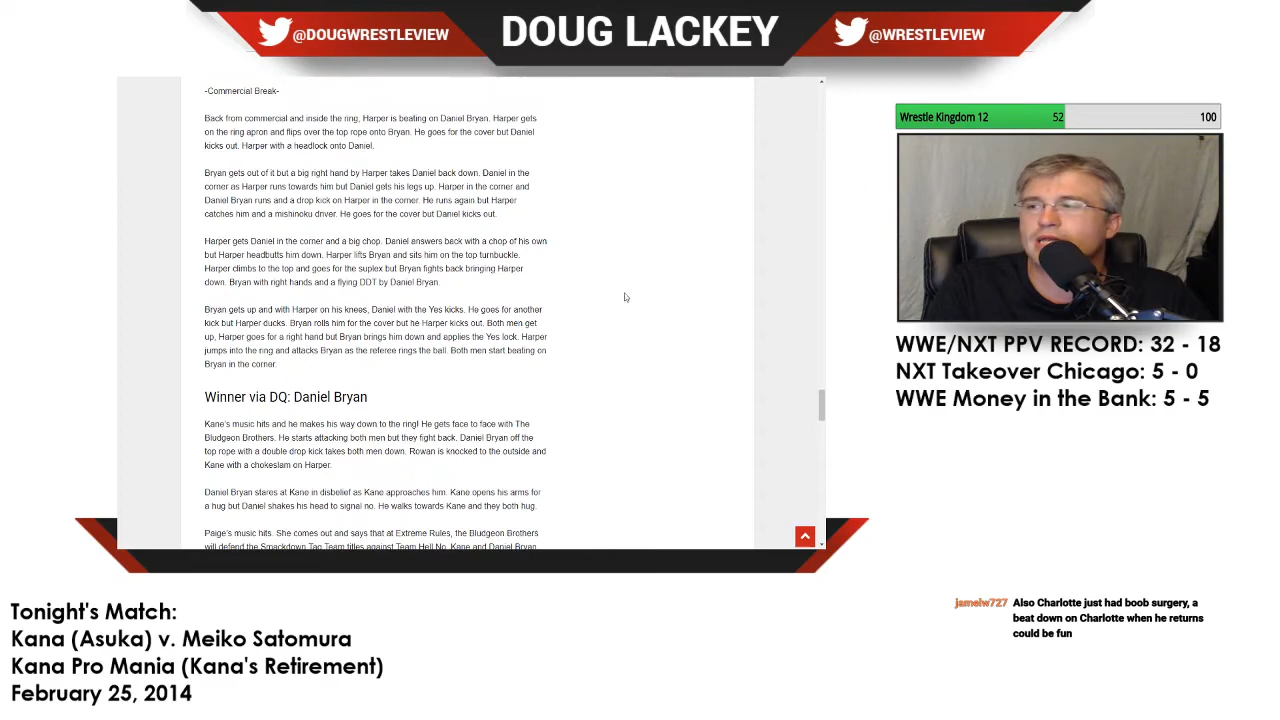 @DOUGWRESTLEVIEW
DOUG LACKEY
@WRESTLEVIEW
-Commercial Break-
Back from commercial and inside the ring, Harper is beating on Daniel Bryan. Harper gets
on the ring apron and flips over the top rope onto Bryan. He goes for the cover but Daniel
kicks out. Harper with a headlock onto Daniel.
Bryan gets out of it but a big right hand by Harper takes Daniel back down. Daniel in the
corner as Harper runs towards him but Daniel gets his legs up. Harper in the corner and
Daniel Bryan runs and a drop kick on Harper in the corner. He runs again but Harper
catches him and a mishinoku driver. He goes for the cover but Daniel kicks out.
Harper gets Daniel in the corner and a big chop. Daniel answers back with a chop of his own
but Harper headbutts him down. Harper lifts Bryan and sits him on the top turnbuckle.
Harper climbs to the top and goes for the suplex but Bryan fights back bringing Harper
down. Bryan with right hands and a flying DDT by Daniel Bryan.
Bryan gets up and with Harper on his knees, Daniel with the Yes kicks. He goes for another
kick but Harper ducks. Bryan rolls him for the cover but he Harper kicks out. Both men get
up, Harper goes for a right hand but Bryan brings him down and applies the Yes lock. Harper
jumps into the ring and attacks Bryan as the referee rings the ball. Both men start beating on
Bryan in the corner.
Winner via DQ: Daniel Bryan
Kane's music hits and he makes his way down to the ring! He gets face to face with The
Bludgeon Brothers. He starts attacking both men but they fight back. Daniel Bryan off the
top rope with a double drop kick takes both men down. Rowan is knocked to the outside and
Kane with a chokeslam on Harper.
Daniel Bryan stares at Kane in disbelief as Kane approaches him. Kane opens his arms for
a hug but Daniel shakes his head to signal no. He walks towards Kane and they both hug.
Paige's music hits. She comes out and says that at Extreme Rules, the Bludgeon Brothers
will defend the Smackdown Tag Team titles against Team Hell No, Kane and Daniel Bryan
Wrestle Kingdom 12 52 100
WWE/NXT PPV RECORD: 32 - 18
NXT Takeover Chicago: 5 - 0
WWE Money in the Bank: 5 - 5
Tonight's Match:
Kana (Asuka) v. Meiko Satomura
Kana Pro Mania (Kana's Retirement)
February 25, 2014
jamelw727 Also Charlotte just had boob surgery, a
beat down on Charlotte when he returns
could be fun